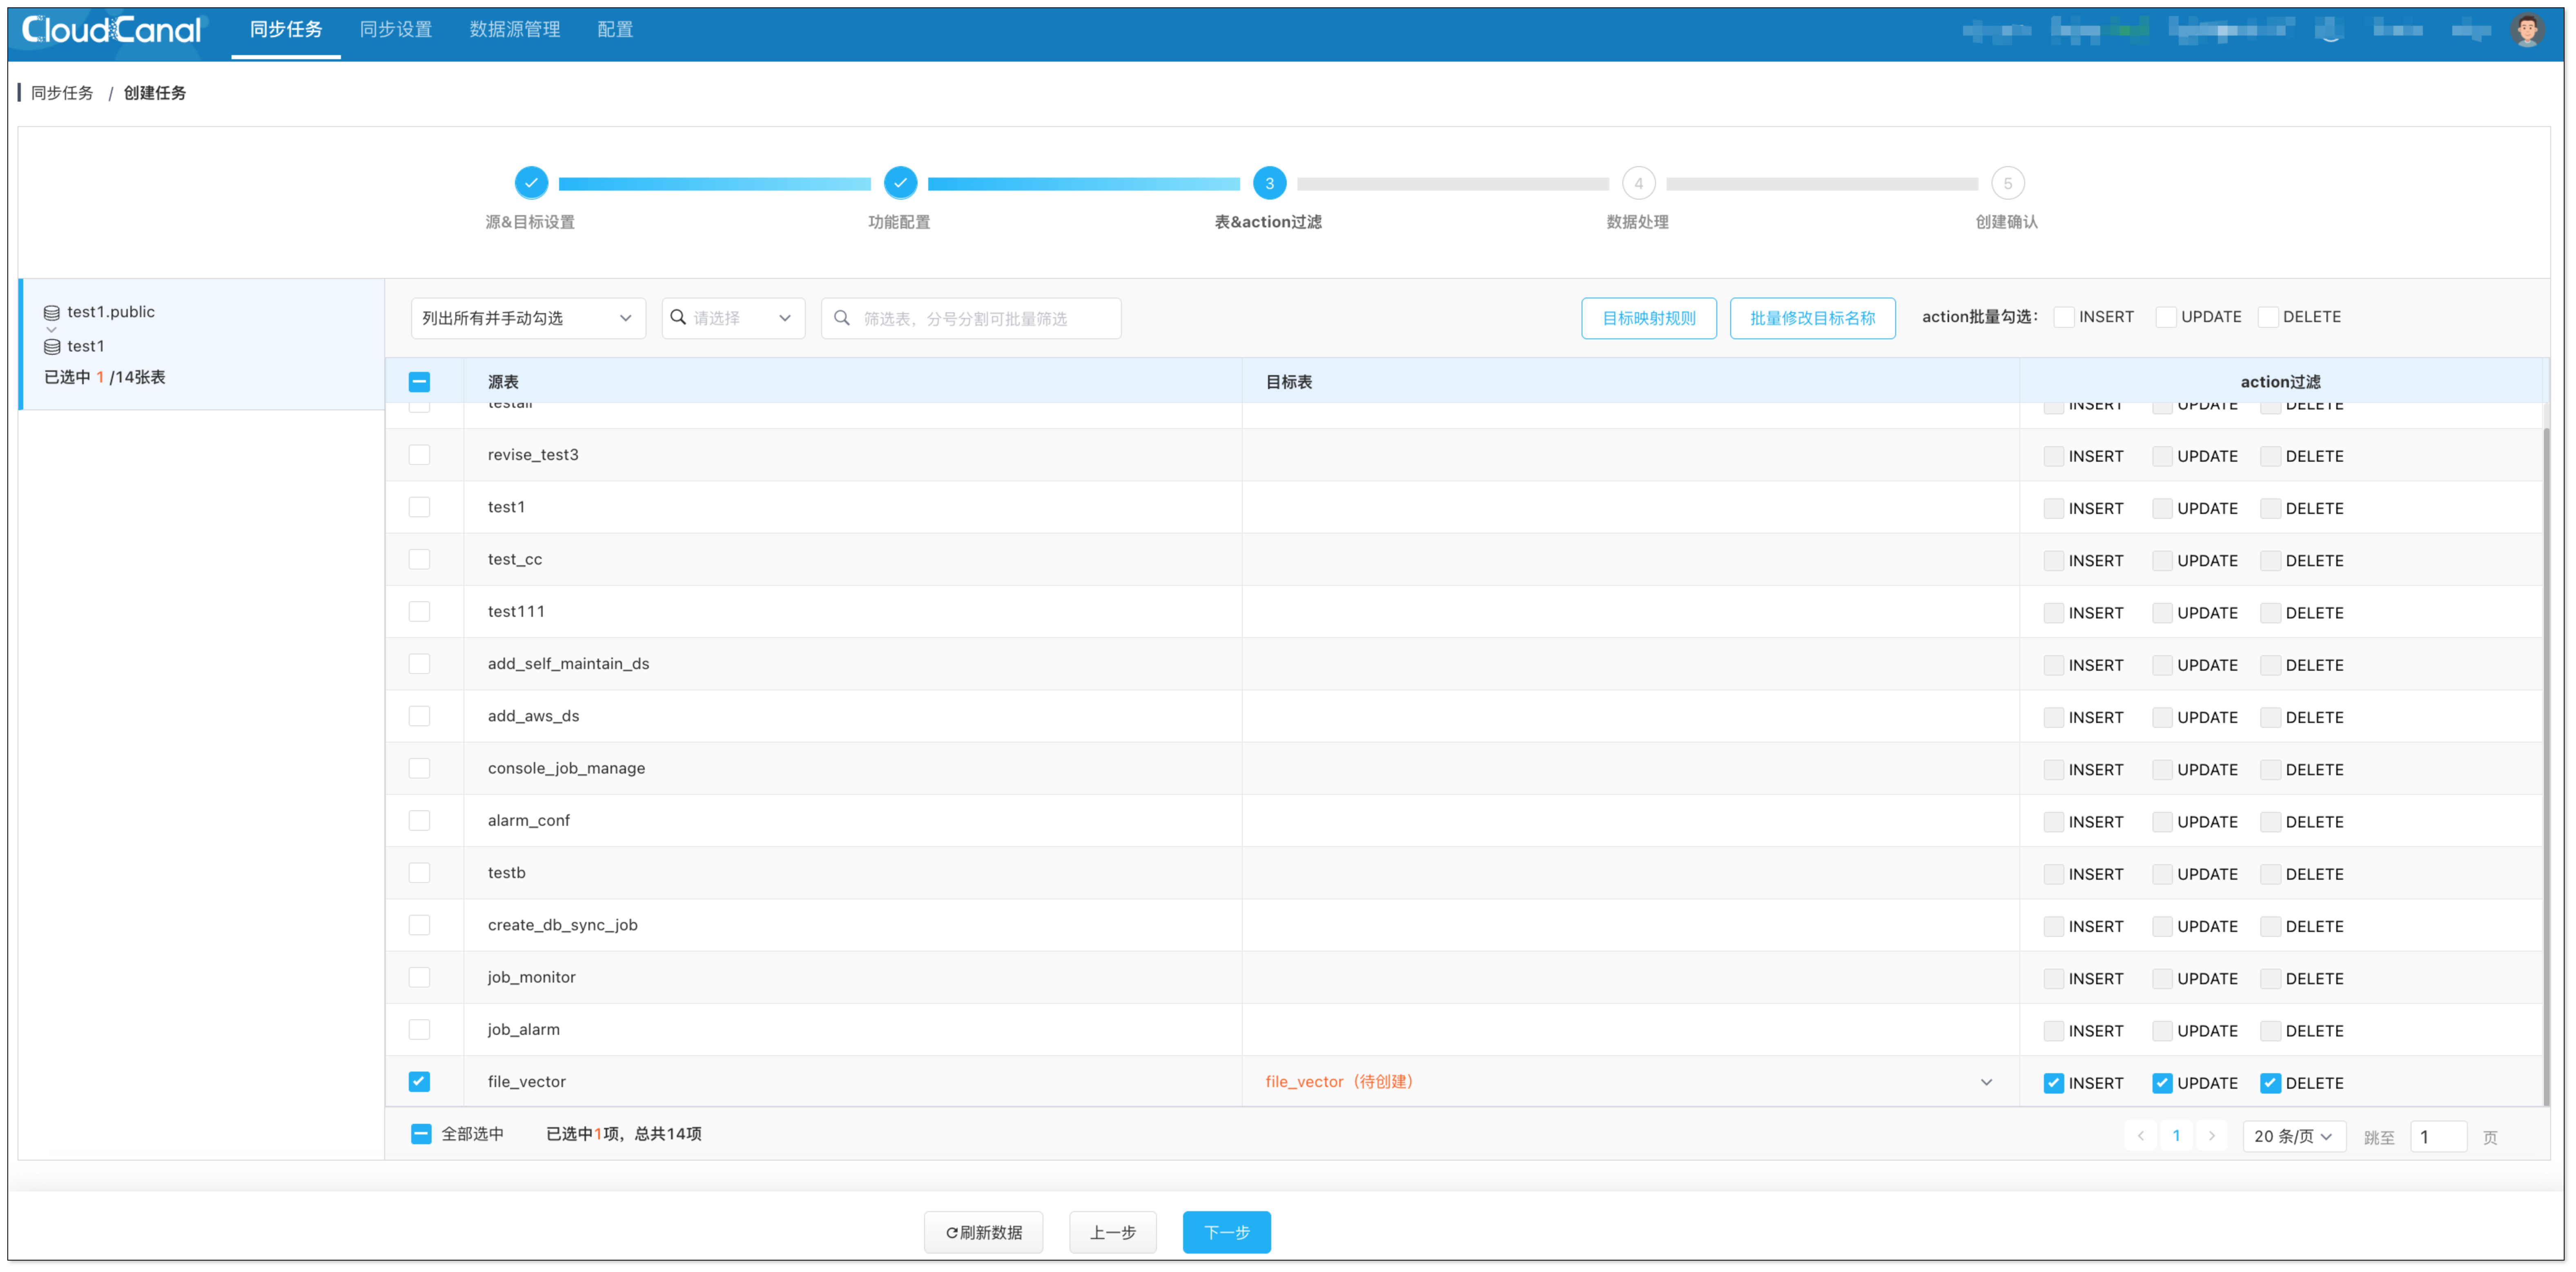 CloudCanal 同步任务 同步设置 数据源管理 配置
同步任务 / 创建任务
3 4 5
源&目标设置 功能配置 表&action过滤 数据处理 创建确认
test1.public
test1
已选中 1 /14张表
列出所有并手动勾选 请选择 筛选表，分号分割可批量筛选 目标映射规则 批量修改目标名称 action批量勾选： INSERT UPDATE DELETE
源表 目标表 action过滤
testall INSERT UPDATE DELETE
revise_test3 INSERT UPDATE DELETE
test1 INSERT UPDATE DELETE
test_cc INSERT UPDATE DELETE
test111 INSERT UPDATE DELETE
add_self_maintain_ds INSERT UPDATE DELETE
add_aws_ds INSERT UPDATE DELETE
console_job_manage INSERT UPDATE DELETE
alarm_conf INSERT UPDATE DELETE
testb INSERT UPDATE DELETE
create_db_sync_job INSERT UPDATE DELETE
job_monitor INSERT UPDATE DELETE
job_alarm INSERT UPDATE DELETE
file_vector file_vector（待创建） INSERT UPDATE DELETE
全部选中 已选中1项，总共14项 1 20 条/页 跳至 1 页
刷新数据 上一步 下一步